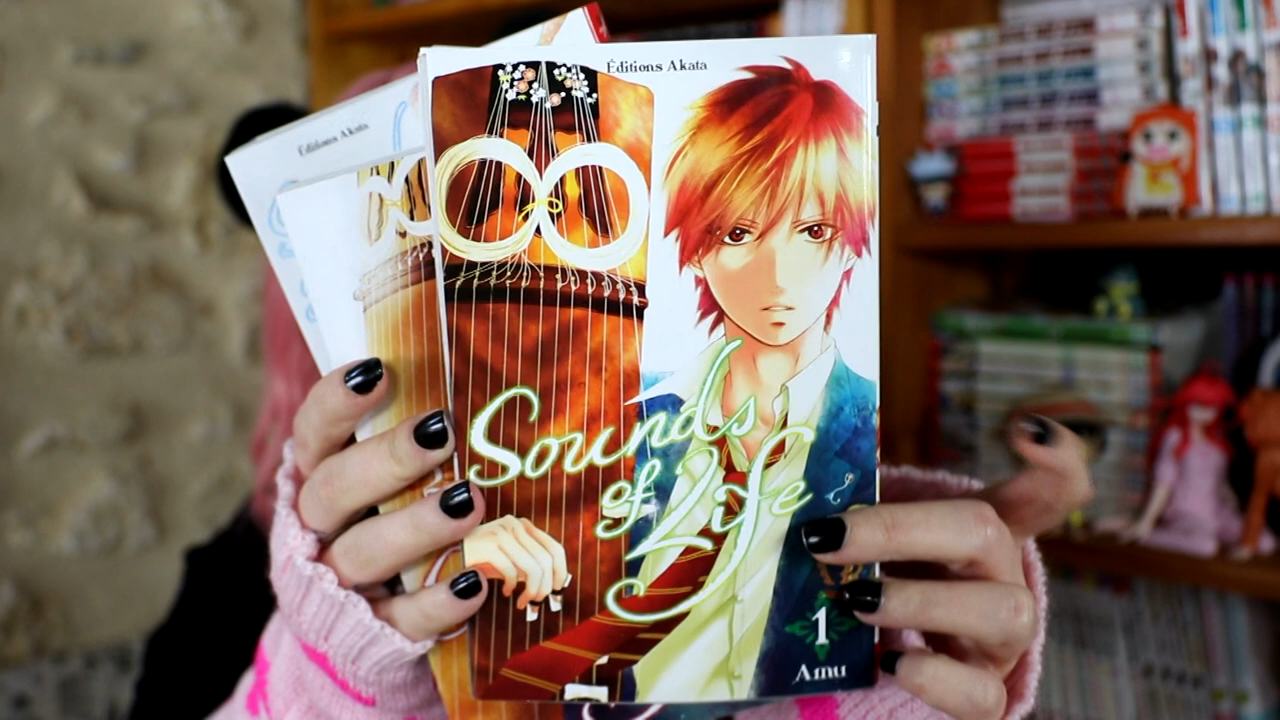 Éditions Akata
Éditions Akata
Sounds
of Life
1
Amu